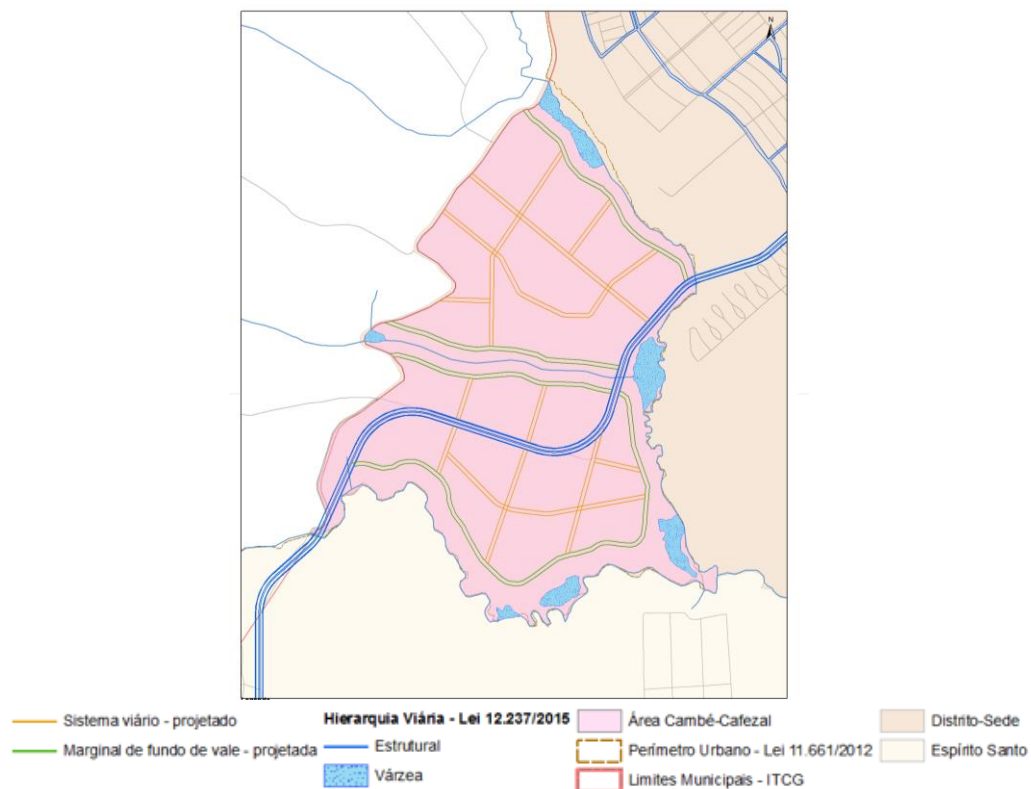 N
Sistema viário - projetado
Marginal de fundo de vale - projetada
Hierarquia Viária - Lei 12.237/2015
Estrutural
Várzea
Área Cambé-Cafezal
Perímetro Urbano - Lei 11.661/2012
Limites Municipais - ITCG
Distrito-Sede
Espírito Santo